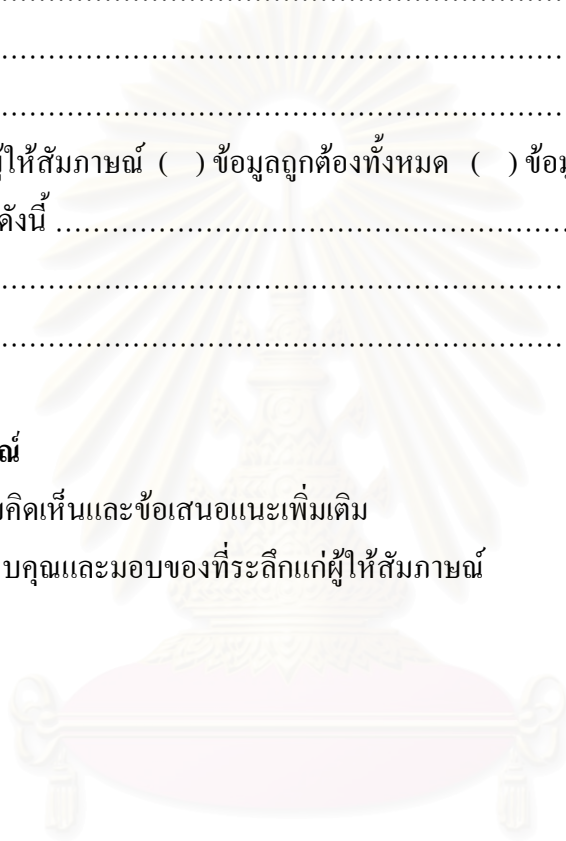 ....................................................................................
....................................................................................
....................................................................................
ผู้ให้สัมภาษณ์ (   ) ข้อมูลถูกต้องทั้งหมด (   )
ดังนี้ ............................................................................
....................................................................................
....................................................................................
คิดเห็นและข้อเสนอแนะเพิ่มเติม
บคุณและมอบของที่ระลึกแก่ผู้ให้สัมภาษณ์